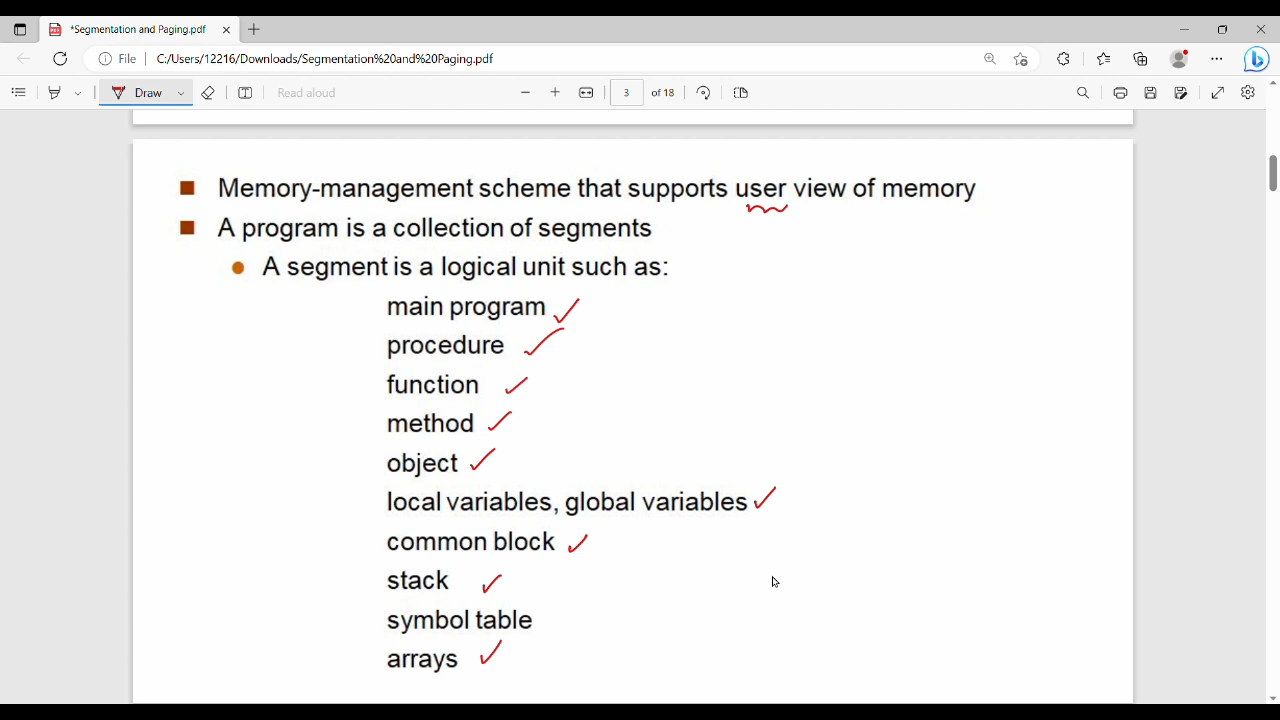 *Segmentation and Paging.pdf
File C:/Users/12216/Downloads/Segmentation%20and%20Paging.pdf
Draw Read aloud 3 of 18
Memory-management scheme that supports user view of memory
A program is a collection of segments
A segment is a logical unit such as:
main program
procedure
function
method
object
local variables, global variables
common block
stack
symbol table
arrays